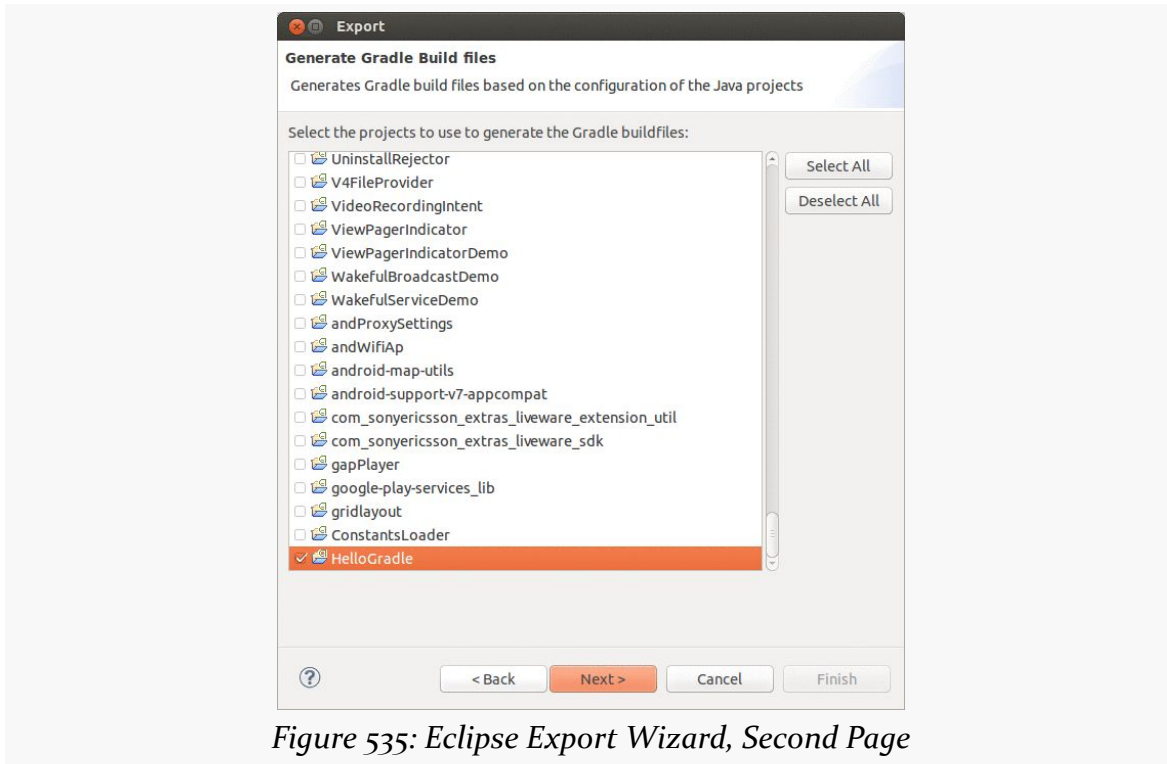 Export
Generate Gradle Build files
Generates Gradle build files based on the configuration of the Java projects
Select the projects to use to generate the Gradle buildfiles:
UninstallRejector
V4FileProvider
VideoRecordingIntent
ViewPagerIndicator
ViewPagerIndicatorDemo
WakefulBroadcastDemo
WakefulServiceDemo
andProxySettings
andWifiAp
android-map-utils
android-support-v7-appcompat
com_sonyericsson_extras_liveware_extension_util
com_sonyericsson_extras_liveware_sdk
gapPlayer
google-play-services_lib
gridlayout
ConstantsLoader
HelloGradle
Select All
Deselect All
?
< Back
Next >
Cancel
Finish
Figure 535: Eclipse Export Wizard, Second Page